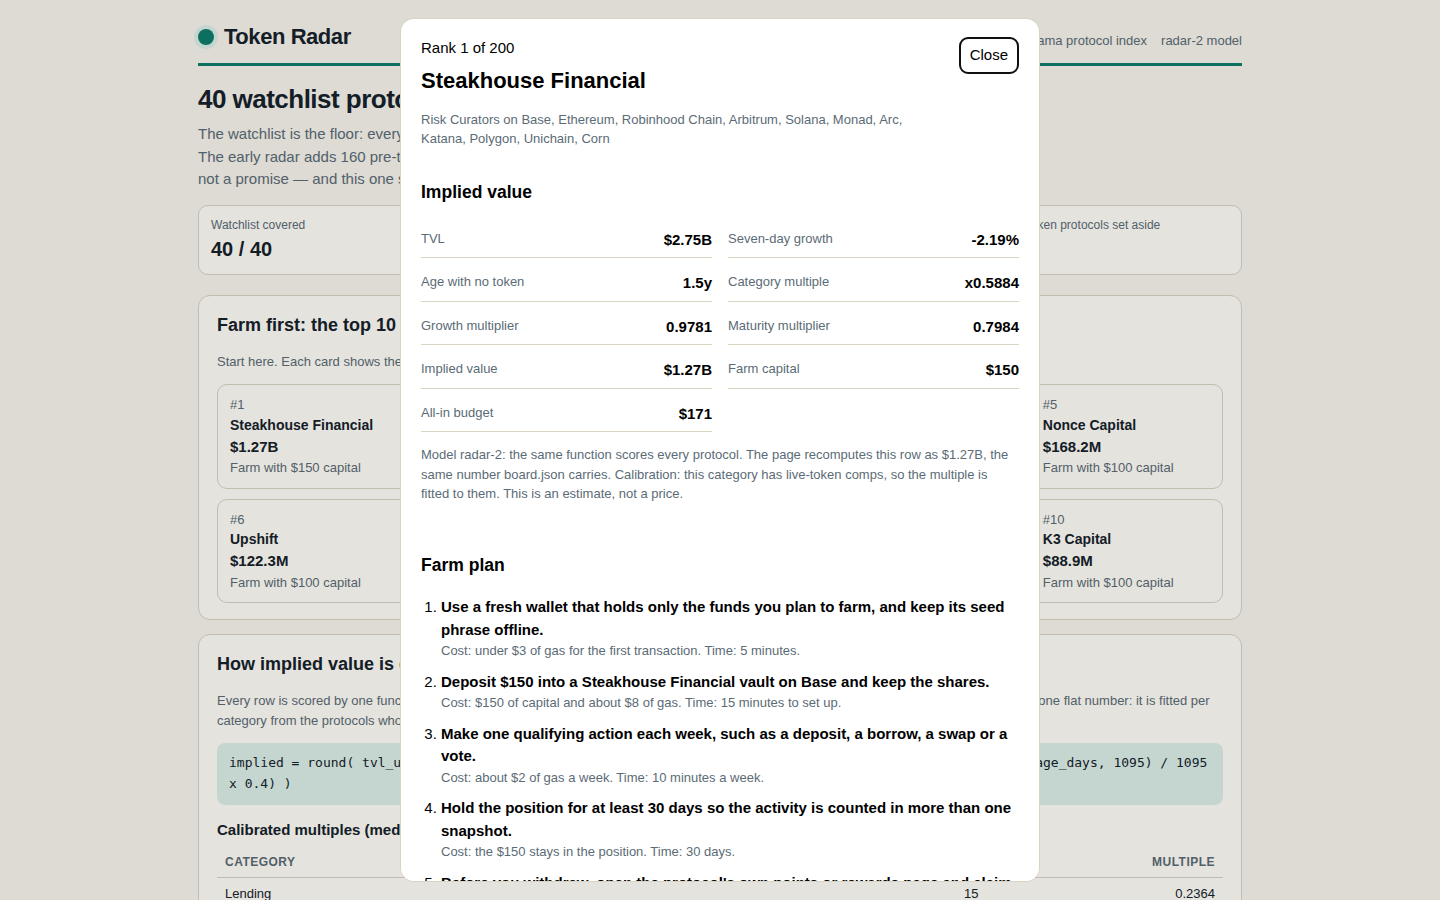 Token Radar
ama protocol index radar-2 model
40 watchlist proto
The watchlist is the floor: every
The early radar adds 160 pre-t
not a promise — and this one s
Watchlist covered
40 / 40
ken protocols set aside
Farm first: the top 10
Start here. Each card shows the
#1
Steakhouse Financial
$1.27B
Farm with $150 capital
#5
Nonce Capital
$168.2M
Farm with $100 capital
#6
Upshift
$122.3M
Farm with $100 capital
#10
K3 Capital
$88.9M
Farm with $100 capital
How implied value is
Every row is scored by one func
one flat number: it is fitted per
category from the protocols who
implied = round( tvl_u
age_days, 1095) / 1095
x 0.4) )
Calibrated multiples (med
CATEGORY MULTIPLE
Lending 15 0.2364
Rank 1 of 200
Close
Steakhouse Financial
Risk Curators on Base, Ethereum, Robinhood Chain, Arbitrum, Solana, Monad, Arc,
Katana, Polygon, Unichain, Corn
Implied value
TVL $2.75B Seven-day growth -2.19%
Age with no token 1.5y Category multiple x0.5884
Growth multiplier 0.9781 Maturity multiplier 0.7984
Implied value $1.27B Farm capital $150
All-in budget $171
Model radar-2: the same function scores every protocol. The page recomputes this row as $1.27B, the
same number board.json carries. Calibration: this category has live-token comps, so the multiple is
fitted to them. This is an estimate, not a price.
Farm plan
1. Use a fresh wallet that holds only the funds you plan to farm, and keep its seed
phrase offline.
Cost: under $3 of gas for the first transaction. Time: 5 minutes.
2. Deposit $150 into a Steakhouse Financial vault on Base and keep the shares.
Cost: $150 of capital and about $8 of gas. Time: 15 minutes to set up.
3. Make one qualifying action each week, such as a deposit, a borrow, a swap or a
vote.
Cost: about $2 of gas a week. Time: 10 minutes a week.
4. Hold the position for at least 30 days so the activity is counted in more than one
snapshot.
Cost: the $150 stays in the position. Time: 30 days.
5. Before you withdraw, open the protocol's own points or rewards page and claim